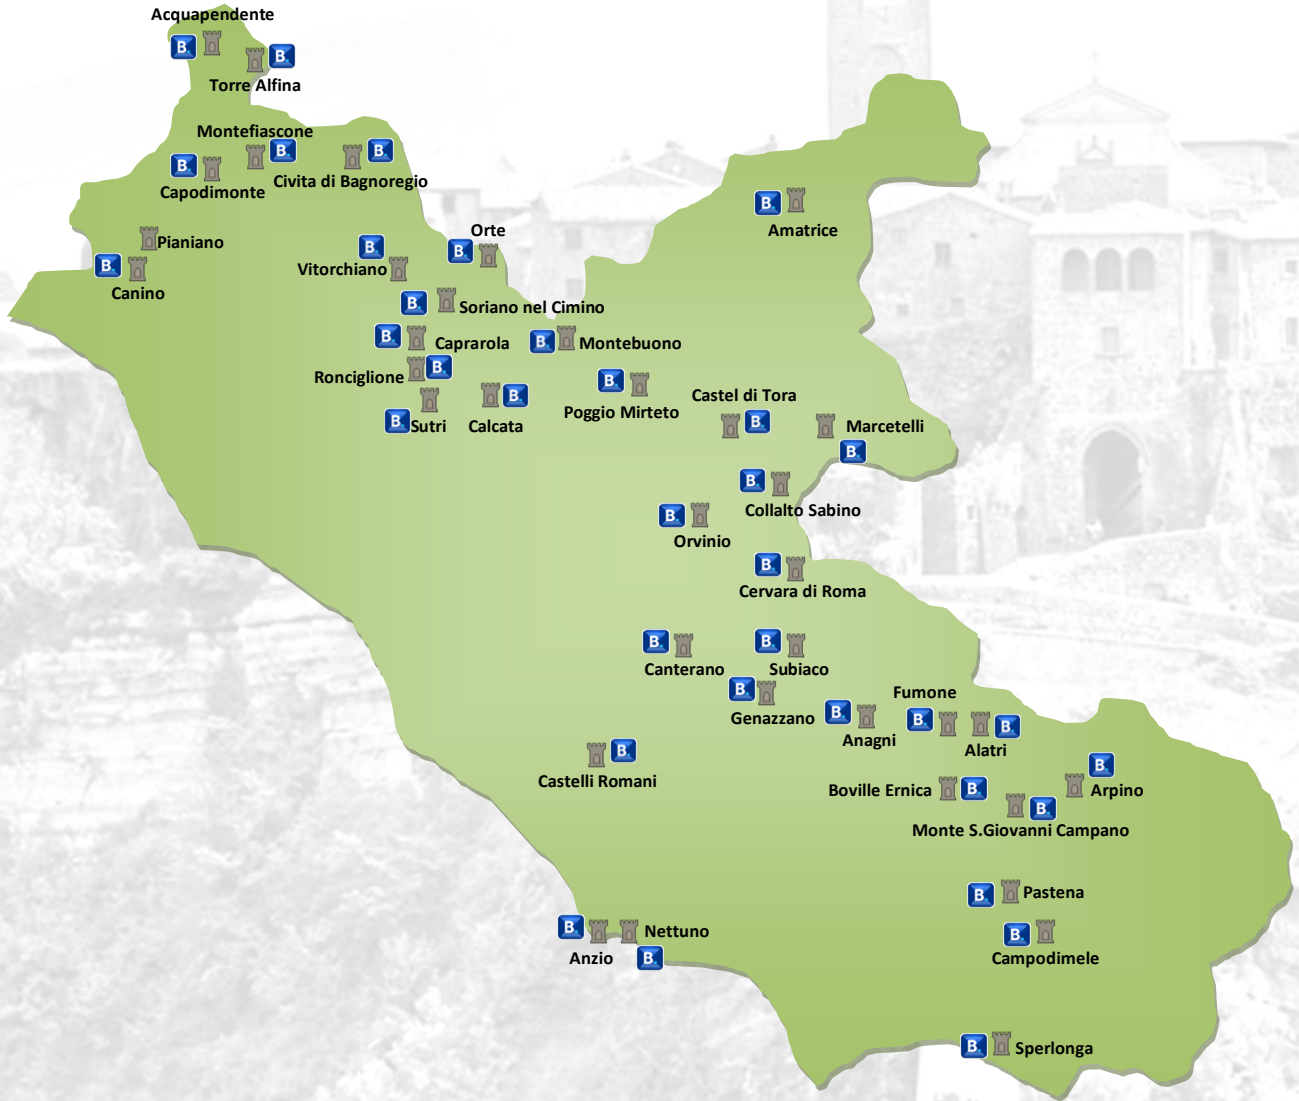 Acquapendente
B.
B.
Torre Alfina
Montefiascone
B.
B.
B.
Capodimonte
Civita di Bagnoregio
B.
Amatrice
Pianiano
Orte
B.
B.
Vitorchiano
B.
Canino
B.
Soriano nel Cimino
B.
Caprarola
B.
Montebuono
Ronciglione
B.
B.
Poggio Mirteto
B.
Calcata
B.
Sutri
Castel di Tora
B.
Marcetelli
B.
B.
Collalto Sabino
B.
Orvinio
B.
Cervara di Roma
B.
Canterano
B.
Subiaco
B.
Genazzano
B.
Anagni
Fumone
B.
B.
Alatri
B.
Castelli Romani
B.
Arpino
Boville Ernica
B.
B.
Monte S.Giovanni Campano
B.
Pastena
B.
Campodimele
B.
Anzio
Nettuno
B.
B.
Sperlonga